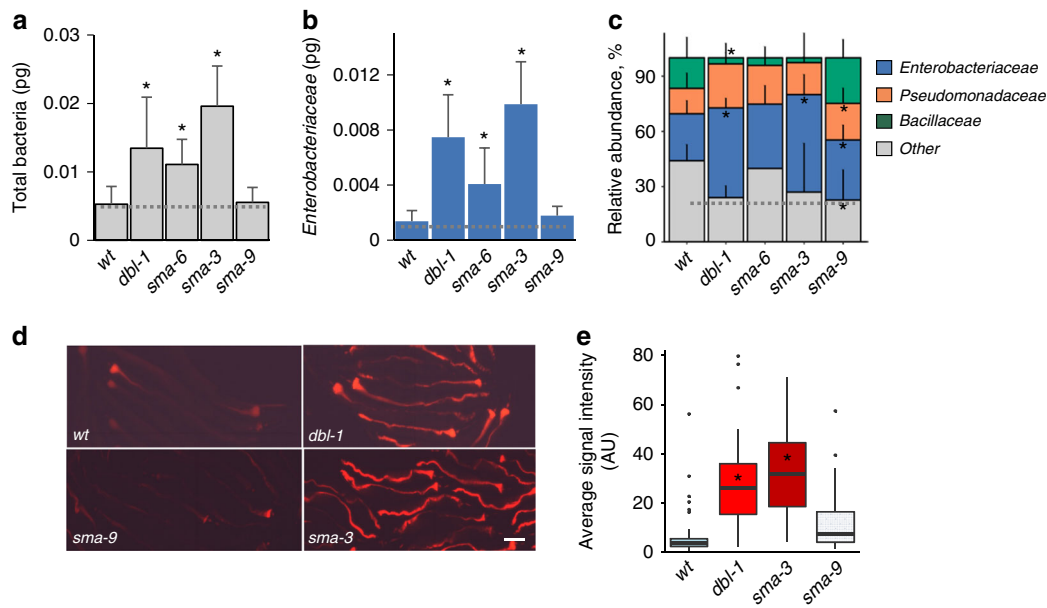 a
Total bacteria (pg)
0.03
0.02
0.01
0
*
*
*
wt
dbl-1
sma-6
sma-3
sma-9
b
Enterobacteriaceae (pg)
0.012
0.008
0.004
0
*
*
*
wt
dbl-1
sma-6
sma-3
sma-9
c
Relative abundance, %
90
60
30
0
*
*
*
*
*
*
wt
dbl-1
sma-6
sma-3
sma-9
Enterobacteriaceae
Pseudomonadaceae
Bacillaceae
Other
d
wt
dbl-1
sma-9
sma-3
e
Average signal intensity
(AU)
80
60
40
20
0
*
*
wt
dbl-1
sma-3
sma-9